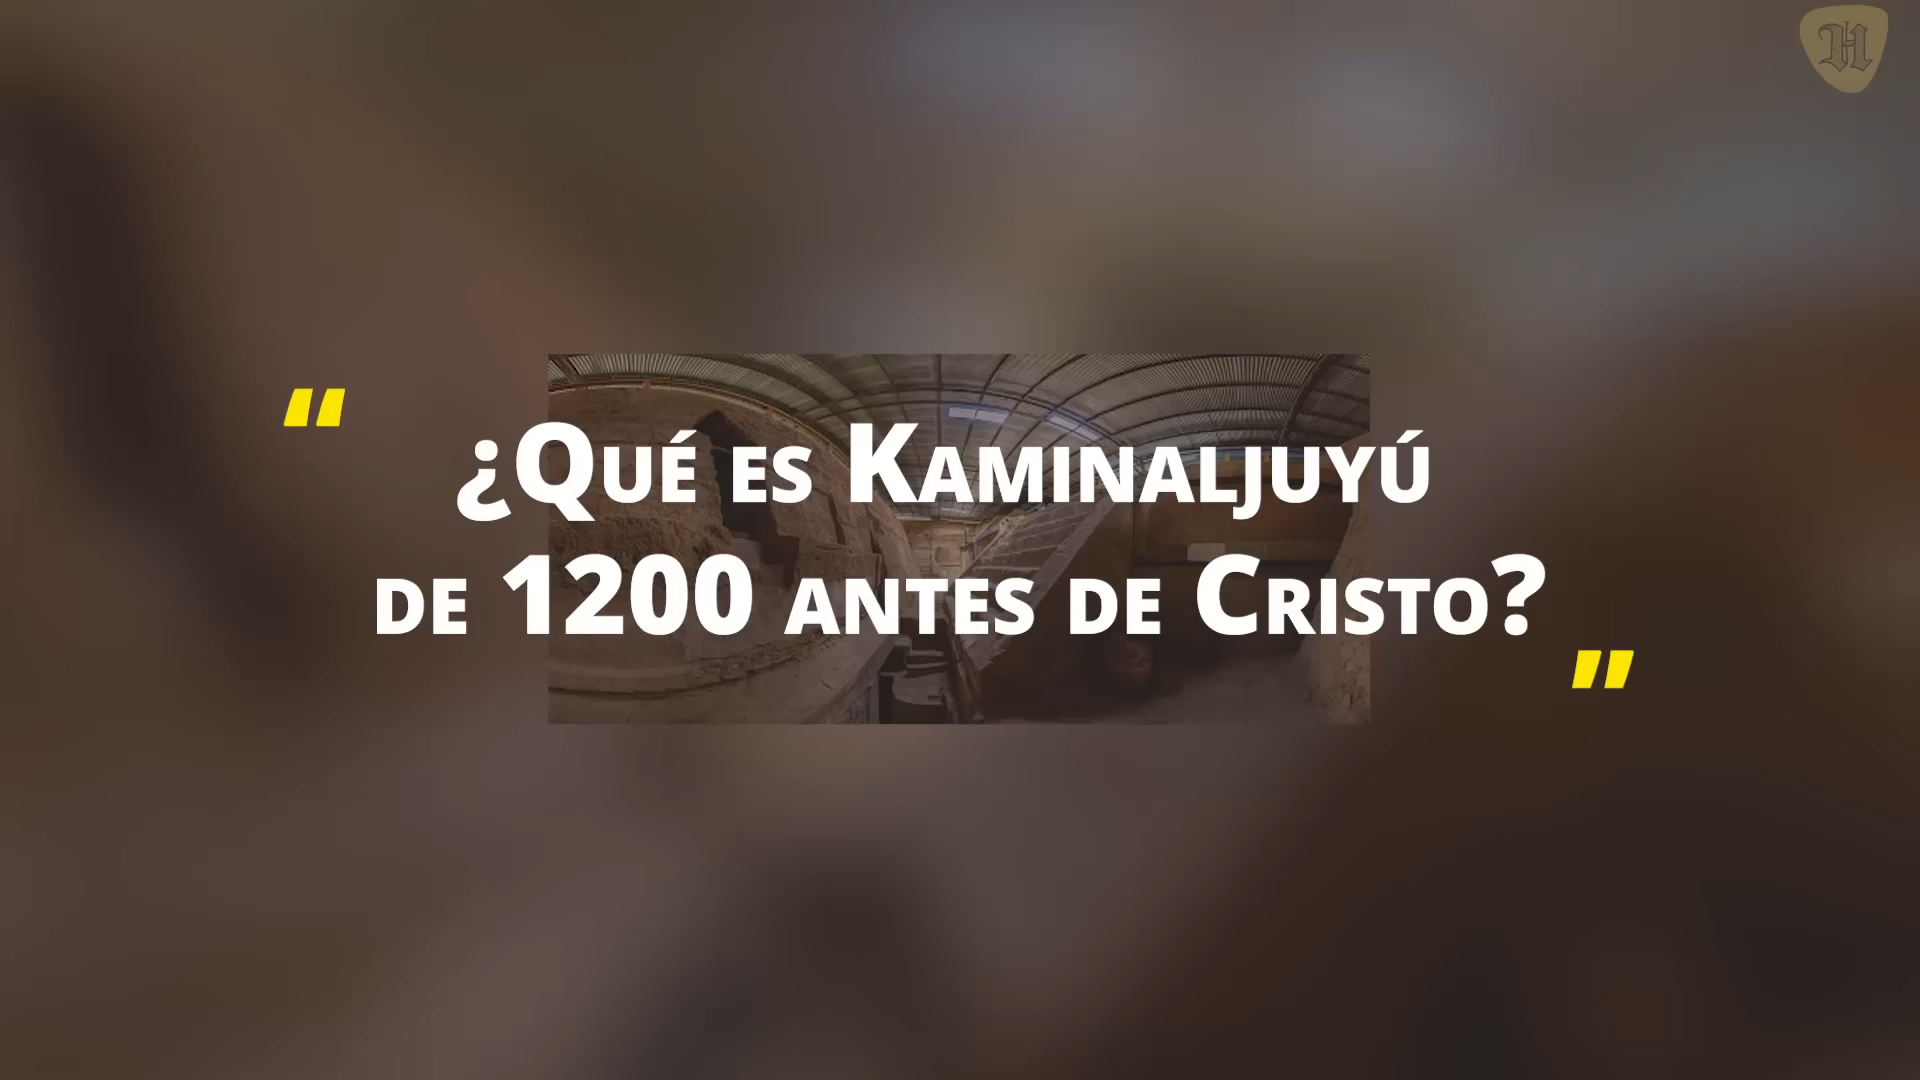 “
¿Qué es Kaminaljuyú
de 1200 antes de Cristo?
”
H